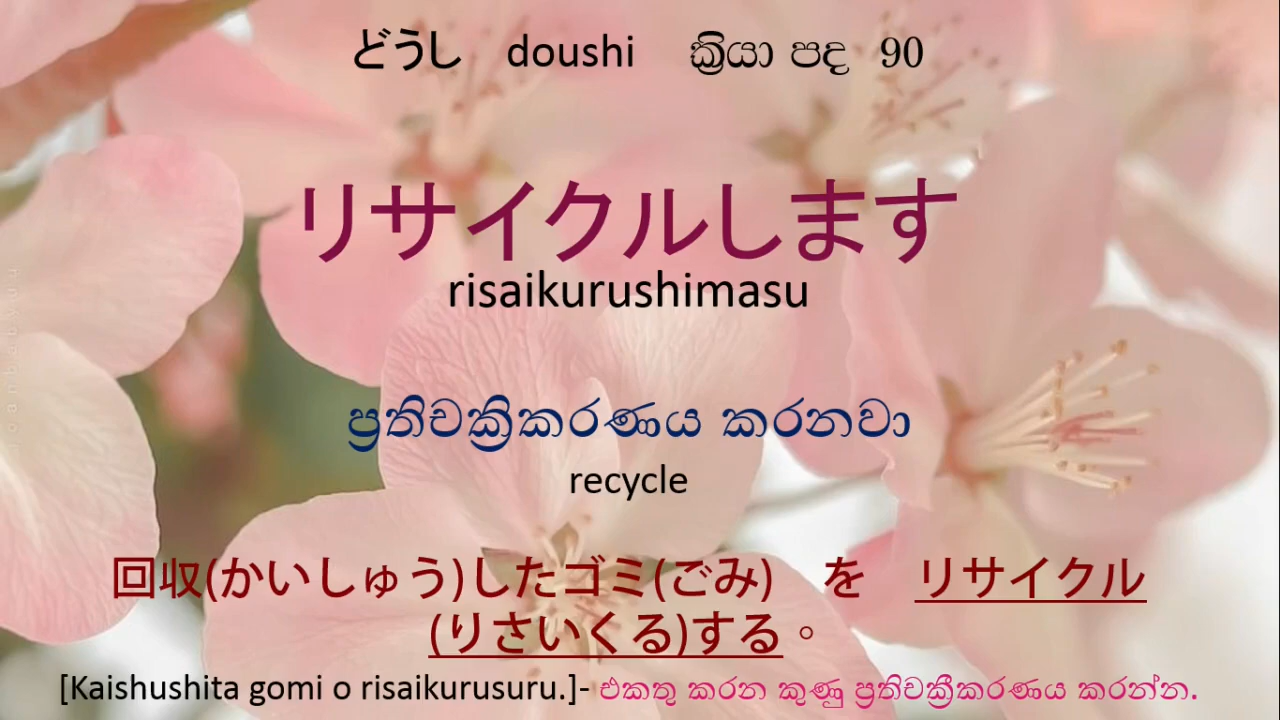 どうし doushi ක්‍රියා පද 90
リサイクルします
risaikurushimasu
ප්‍රතිචක්‍රිකරණය කරනවා
recycle
回収(かいしゅう)したゴミ(ごみ) を リサイクル
(りさいくる)する。
[Kaishushita gomi o risaikurusuru.]- එකතු කරන කුණු ප්‍රතිචක්‍රීකරණය කරන්න.